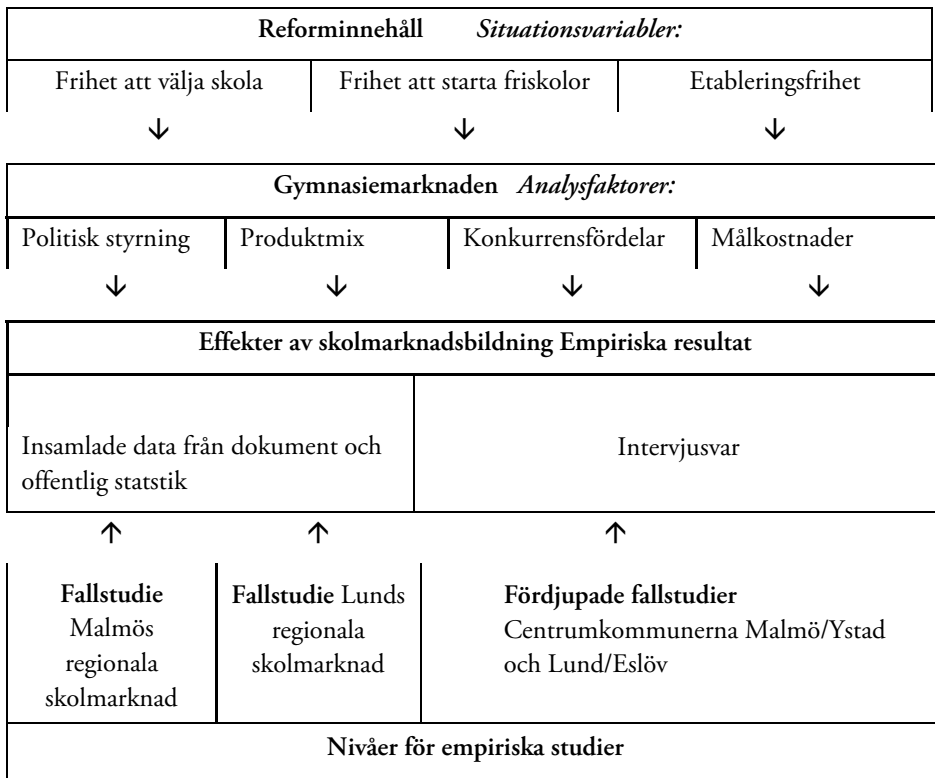 Reforminnehåll Situationsvariabler:
Frihet att välja skola Frihet att starta friskolor Etableringsfrihet
↓ ↓ ↓
Gymnasiemarknaden Analysfaktorer:
Politisk styrning Produktmix Konkurrensfördelar Målkostnader
↓ ↓ ↓ ↓
Effekter av skolmarknadsbildning Empiriska resultat
Insamlade data från dokument och
offentlig statstik
Intervjusvar
↑ ↑ ↑
Fallstudie
Malmös
regionala
skolmarknad
Fallstudie Lunds
regionala
skolmarknad
Fördjupade fallstudier
Centrumkommunerna Malmö/Ystad
och Lund/Eslöv
Nivåer för empiriska studier